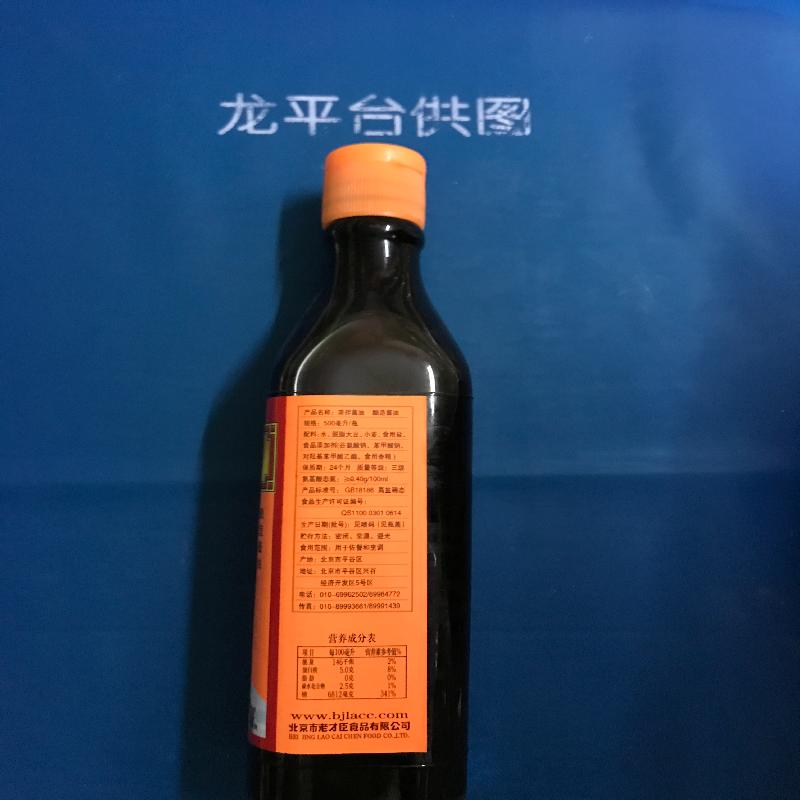 龙平台供图
产品名称：茶拌酱油 酿造酱油
规格：500毫升/瓶
配料：水、脱脂大豆、小麦、食用盐、
食品添加剂(谷氨酸钠、苯甲酸钠、
对羟基苯甲酸乙酯、食用香精)
保质期：24个月 质量等级：三级
氨基酸态氮：≥0.40g/100ml
产品标准号：GB18186 高盐稀态
食品生产许可证编号：
QS1100 0301 0614
生产日期(批号)：见喷码（见瓶盖）
贮存方法：密闭、常温、避光
食用范围：用于佐餐和烹调
产地：北京市平谷区
地址：北京市平谷区兴谷
经济开发区5号区
电话：010-69962502/89984772
传真：010-89993661/89991439
营养成分表
项目 每100毫升 营养素参考值%
能量 146千焦 2%
蛋白质 5.0克 8%
脂肪 0克 0%
碳水化合物 2.5克 1%
钠 6812毫克 341%
www.bjlacc.com
北京市老才臣食品有限公司
BEI JING LAO CAI CHEN FOOD CO.,LTD.